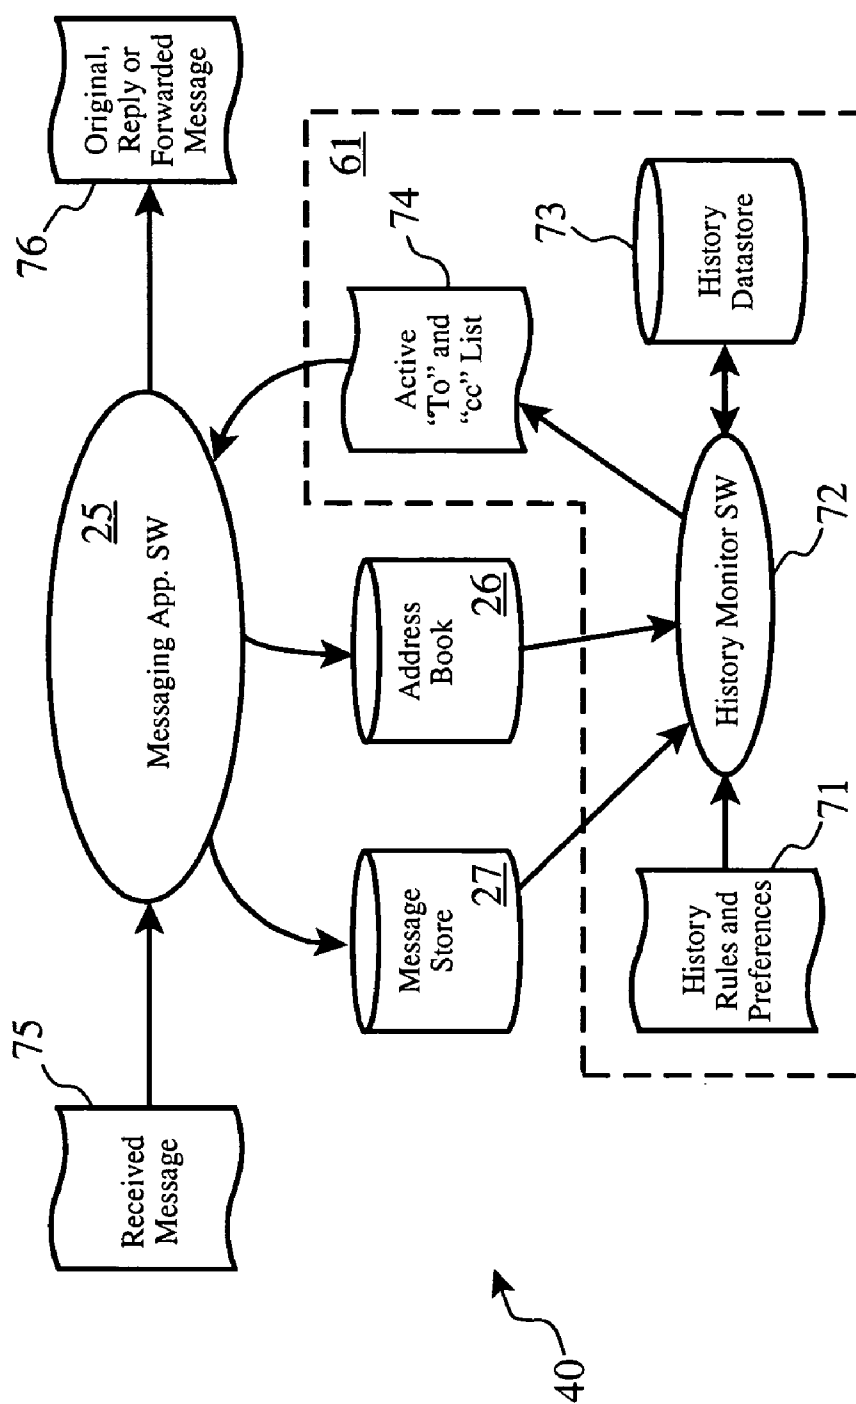 75
Received
Message
25
Messaging App. SW
76
Original,
Reply or
Forwarded
Message
Message
Store
27
Address
Book
26
61
74
Active
“To” and
“cc” List
71
History
Rules and
Preferences
History Monitor SW
72
73
History
Datastore
40